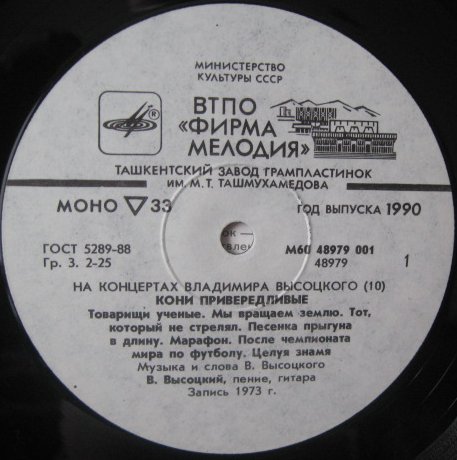 МИНИСТЕРСТВО
КУЛЬТУРЫ СССР
ВТПО
«ФИРМА
МЕЛОДИЯ»
ТАШКЕНТСКИЙ ЗАВОД ГРАМПЛАСТИНОК
ИМ. М. Т. ТАШМУХАМЕДОВА
МОНО 33
ГОД ВЫПУСКА 1990
ГОСТ 5289-88
Гр. 3. 2-25
М60 48979 001
48979
1
НА КОНЦЕРТАХ ВЛАДИМИРА ВЫСОЦКОГО (10)
КОНИ ПРИВЕРЕДЛИВЫЕ
Товарищи ученые. Мы вращаем землю. Тот,
который не стрелял. Песенка прыгуна
в длину. Марафон. После чемпионата
мира по футболу. Целуя знамя
Музыка и слова В. Высоцкого
В. Высоцкий, пение, гитара
Запись 1973 г.